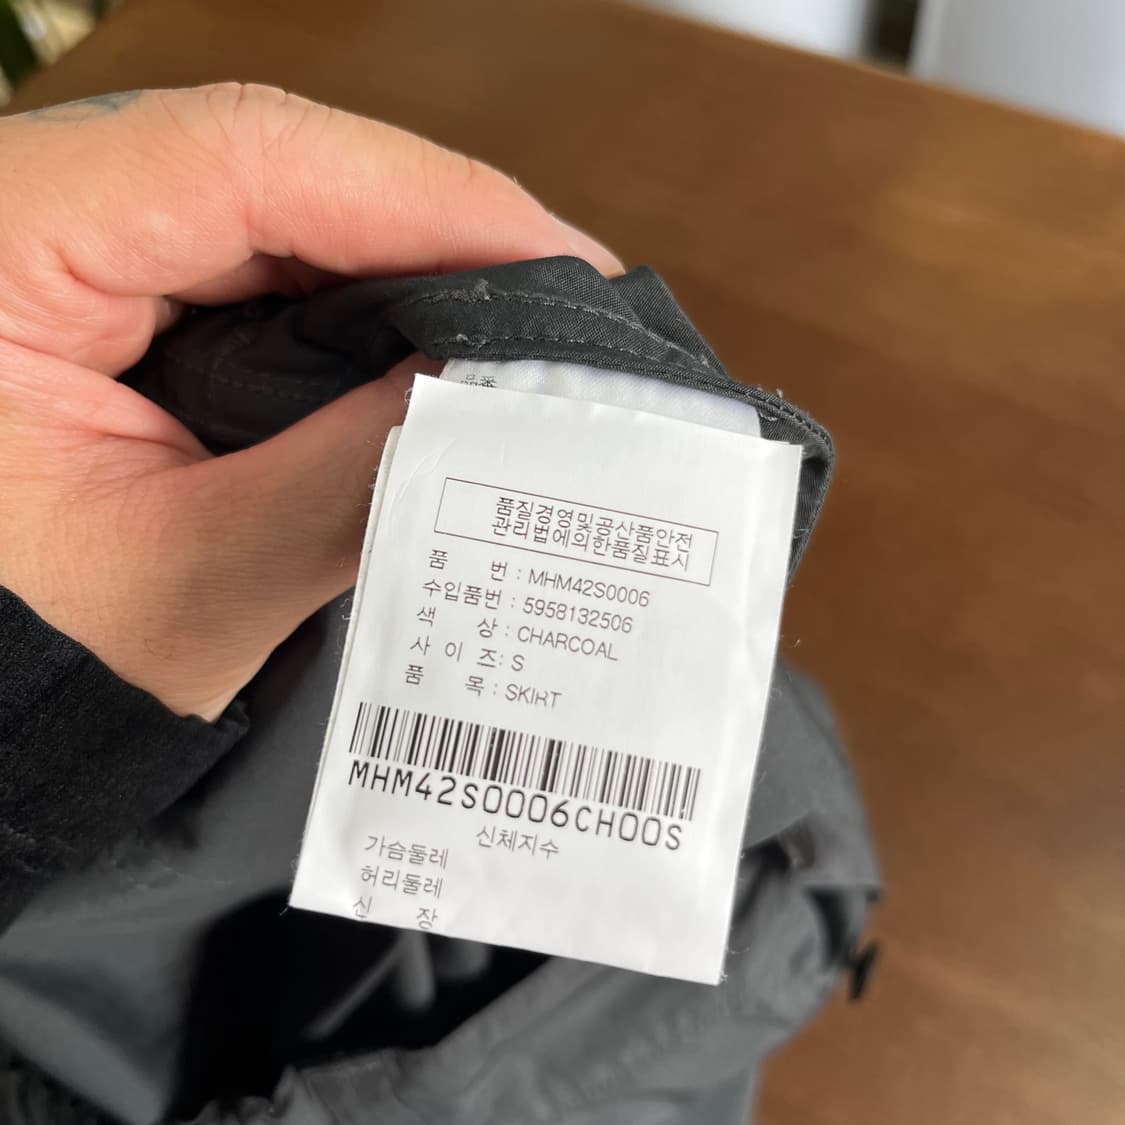 品番
품질경영및공산품안전
관리법에의한품질표시
품 번 : MHM42S0006
수입품번 : 5958132506
색 상 : CHARCOAL
사 이 즈 : S
품 목 : SKIRT
MHM42S0006CH00S
신체지수
가슴둘레
허리둘레
신 장